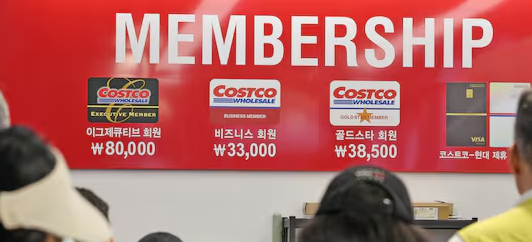 MEMBERSHIP
COSTCO
WHOLESALE
EXECUTIVE MEMBER
이그제큐티브 회원
₩80,000
COSTCO
WHOLESALE
BUSINESS MEMBER
비즈니스 회원
₩33,000
COSTCO
WHOLESALE
GOLD STAR MEMBER
골드스타 회원
₩38,500
VISA
코스트코-현대 제휴